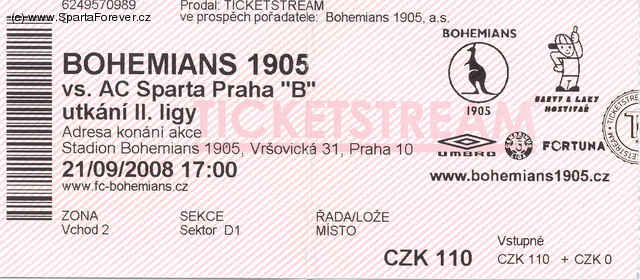 (c) www.SpartaForever.cz
6249570989
Prodal: TICKETSTREAM
ve prospěch pořadatele: Bohemians 1905, a.s.
BOHEMIANS 1905
vs. AC Sparta Praha "B"
utkání II. ligy
TICKETSTREAM
Adresa konání akce
Stadion Bohemians 1905, Vršovická 31, Praha 10
21/09/2008 17:00
www.fc-bohemians.cz
BOHEMIANS
1905
BARVY & LAKY
HOSTIVAŘ
UMBRO
FORTUNA
www.bohemians1905.cz
ZONA
Vchod 2
SEKCE
Sektor D1
ŘADA/LOŽE
MÍSTO
CZK 110
Vstupné
CZK 110 + CZK 0